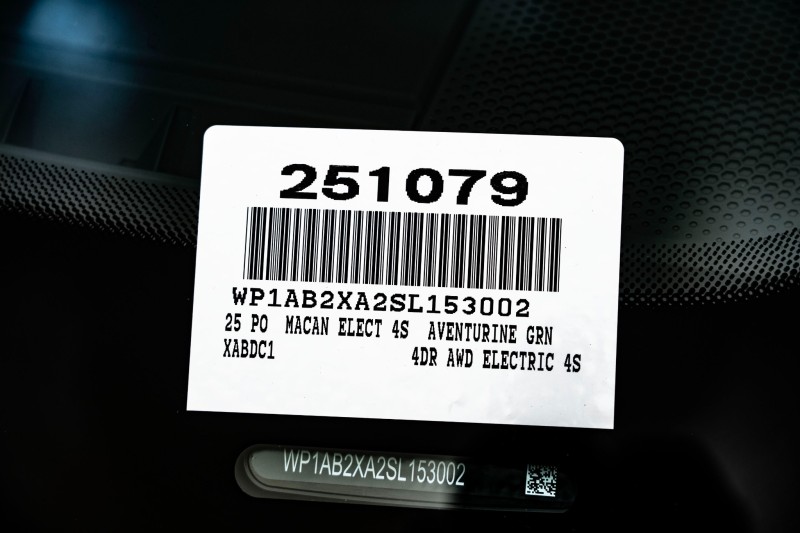 251079
WP1AB2XA2SL153002
25 PO MACAN ELECT 4S AVENTURINE GRN
XABDC1 4DR AWD ELECTRIC 4S
WP1AB2XA2SL153002